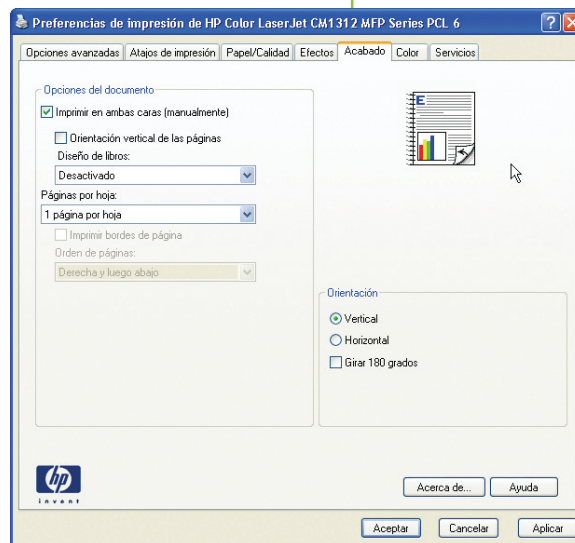 Preferencias de impresión de HP Color LaserJet CM1312 MFP Series PCL 6
Opciones avanzadas Atajos de impresión Papel/Calidad Efectos Acabado Color Servicios
Opciones del documento
Imprimir en ambas caras (manualmente)
Orientación vertical de las páginas
Diseño de libros:
Desactivado
Páginas por hoja:
1 página por hoja
Imprimir bordes de página
Orden de páginas:
Derecha y luego abajo
E
Orientación
Vertical
Horizontal
Girar 180 grados
hp
invent
Acerca de... Ayuda
Aceptar Cancelar Aplicar